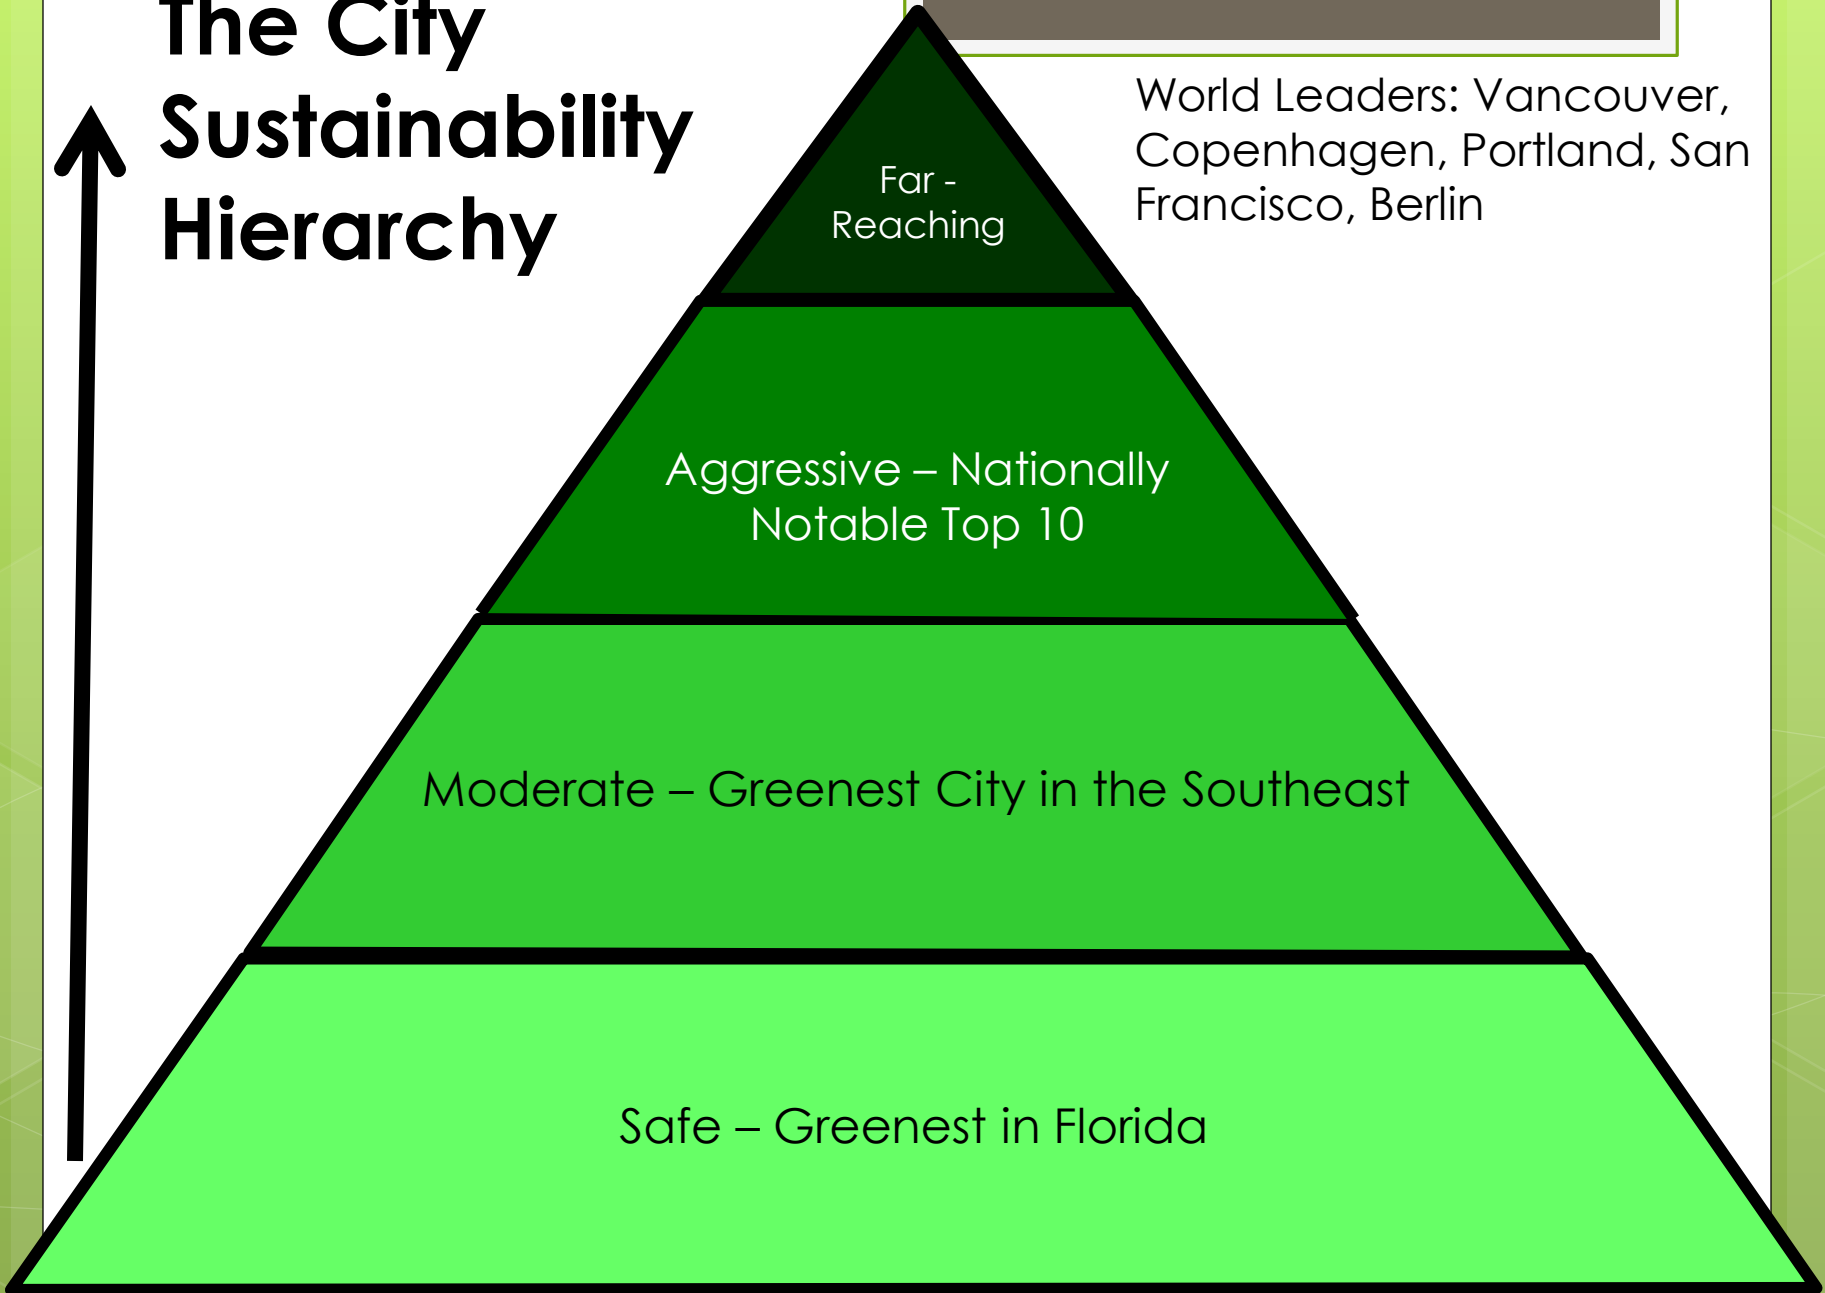 The City
Sustainability
Hierarchy
World Leaders: Vancouver,
Copenhagen, Portland, San
Francisco, Berlin
Far -
Reaching
Aggressive – Nationally
Notable Top 10
Moderate – Greenest City in the Southeast
Safe – Greenest in Florida